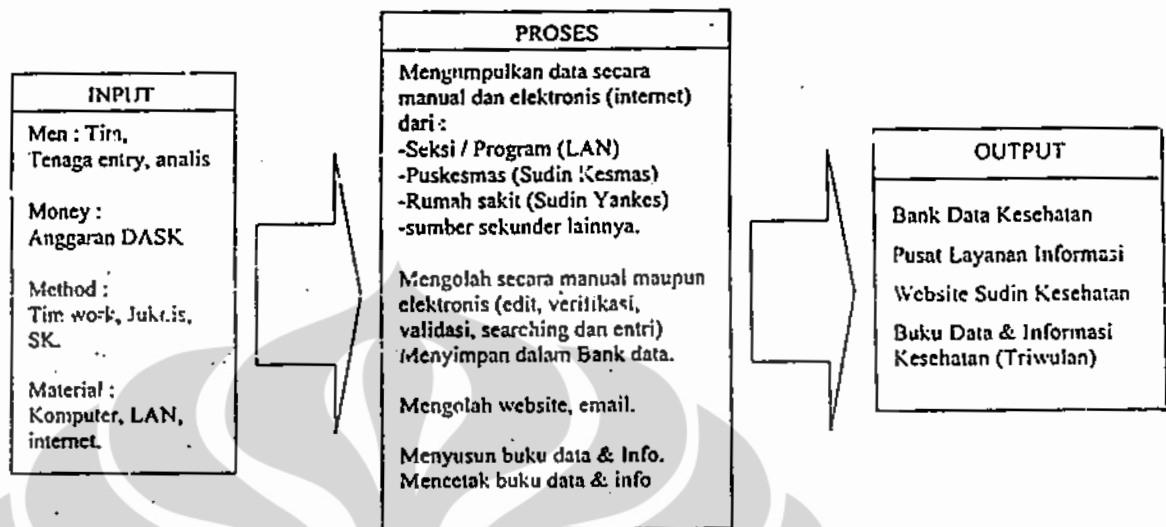 INPUT
Men : Tim,
Tenaga entry, analis
Money :
Anggaran DASK
Method :
Tim work, Juknis,
SK.
Material :
Komputer, LAN,
internet.
PROSES
Mengumpulkan data secara
manual dan elektronis (internet)
dari :
-Seksi / Program (LAN)
-Puskesmas (Sudin Kesmas)
-Rumah sakit (Sudin Yankes)
-sumber sekunder lainnya.
Mengolah secara manual maupun
elektronis (edit, verifikasi,
validasi, searching dan entri)
Menyimpan dalam Bank data.
Mengolah website, email.
Menyusun buku data & Info.
Mencetak buku data & info
OUTPUT
Bank Data Kesehatan
Pusat Layanan Informasi
Website Sudin Kesehatan
Buku Data & Informasi
Kesehatan (Triwulan)